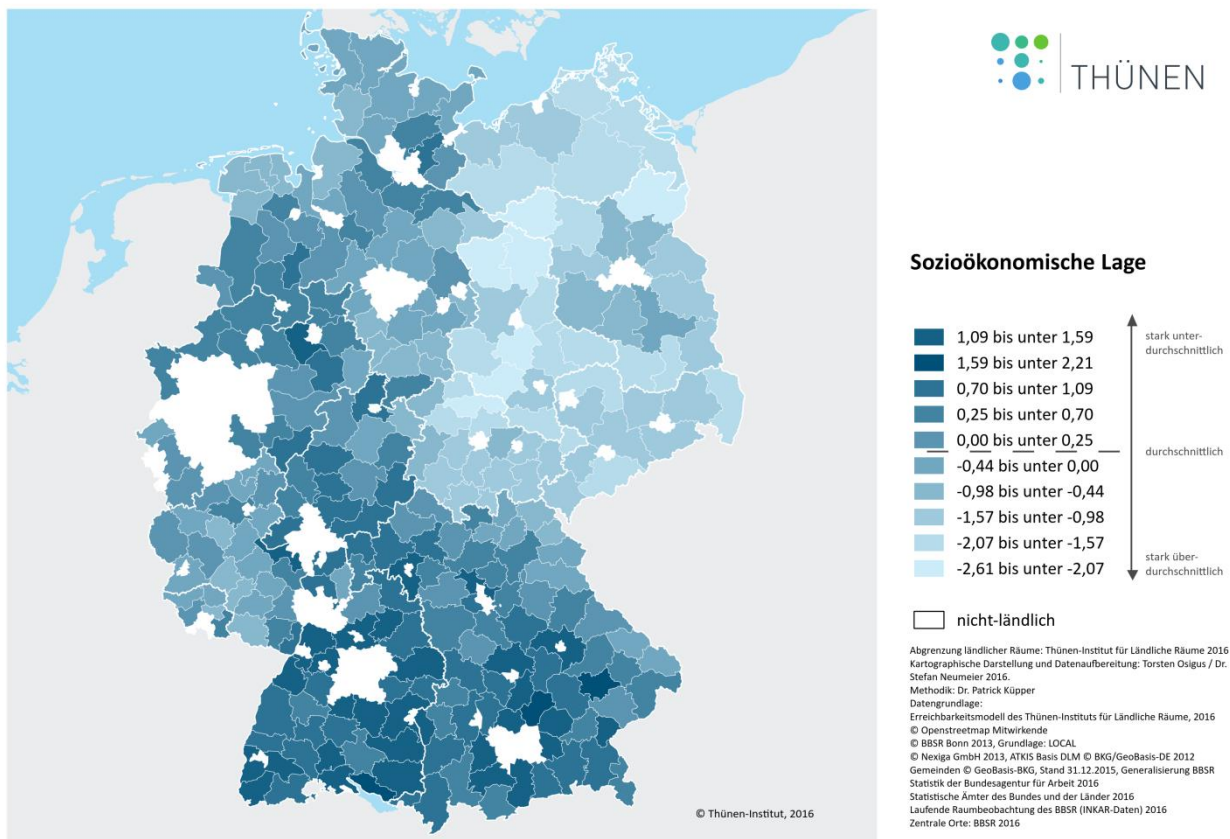 THÜNEN
Sozioökonomische Lage
1,09 bis unter 1,59
1,59 bis unter 2,21
0,70 bis unter 1,09
0,25 bis unter 0,70
0,00 bis unter 0,25
-0,44 bis unter 0,00
-0,98 bis unter -0,44
-1,57 bis unter -0,98
-2,07 bis unter -1,57
-2,61 bis unter -2,07
stark unter-
durchschnittlich
durchschnittlich
stark über-
durchschnittlich
nicht-ländlich
Abgrenzung ländlicher Räume: Thünen-Institut für Ländliche Räume 2016
Kartographische Darstellung und Datenaufbereitung: Torsten Osigus / Dr.
Stefan Neumeier 2016.
Methodik: Dr. Patrick Küpper
Datengrundlage:
Erreichbarkeitsmodell des Thünen-Instituts für Ländliche Räume, 2016
© Openstreetmap Mitwirkende
© BBSR Bonn 2013, Grundlage: LOCAL
© Nexiga GmbH 2013, ATKIS Basis DLM © BKG/GeoBasis-DE 2012
Gemeinden © GeoBasis-BKG, Stand 31.12.2015, Generalisierung BBSR
Statistik der Bundesagentur für Arbeit 2016
Statistische Ämter des Bundes und der Länder 2016
Laufende Raumbeobachtung des BBSR (INKAR-Daten) 2016
Zentrale Orte: BBSR 2016
© Thünen-Institut, 2016